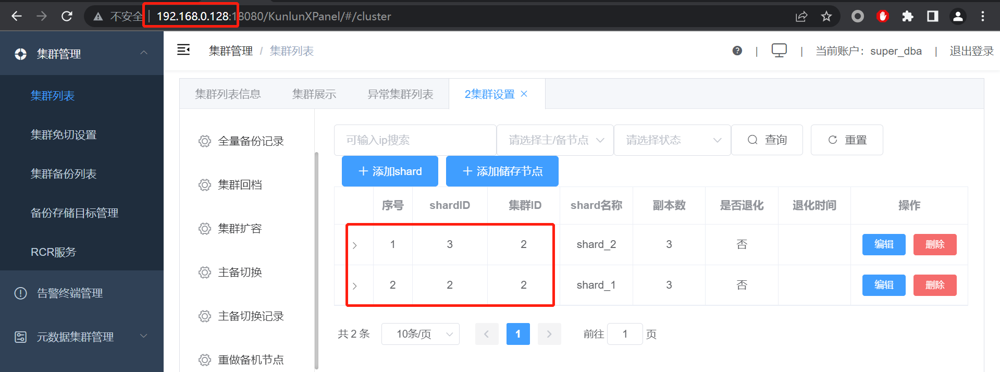 不安全 192.168.0.128:18080/KunlunXPanel/#/cluster
集群管理
集群列表
集群免切设置
集群备份列表
备份存储目标管理
RCR服务
告警终端管理
元数据集群管理
集群管理 / 集群列表
? | | 当前账户：super_dba | 退出登录
集群列表信息 集群展示 异常集群列表 2集群设置 ×
全量备份记录
集群回档
集群扩容
主备切换
主备切换记录
重做备机节点
可输入ip搜索 请选择主/备节点 请选择状态 查询 重置
+ 添加shard + 添加储存节点
序号 shardID 集群ID shard名称 副本数 是否退化 退化时间 操作
> 1 3 2 shard_2 3 否 编辑 删除
> 2 2 2 shard_1 3 否 编辑 删除
共 2 条 10条/页 < 1 > 前往 1 页